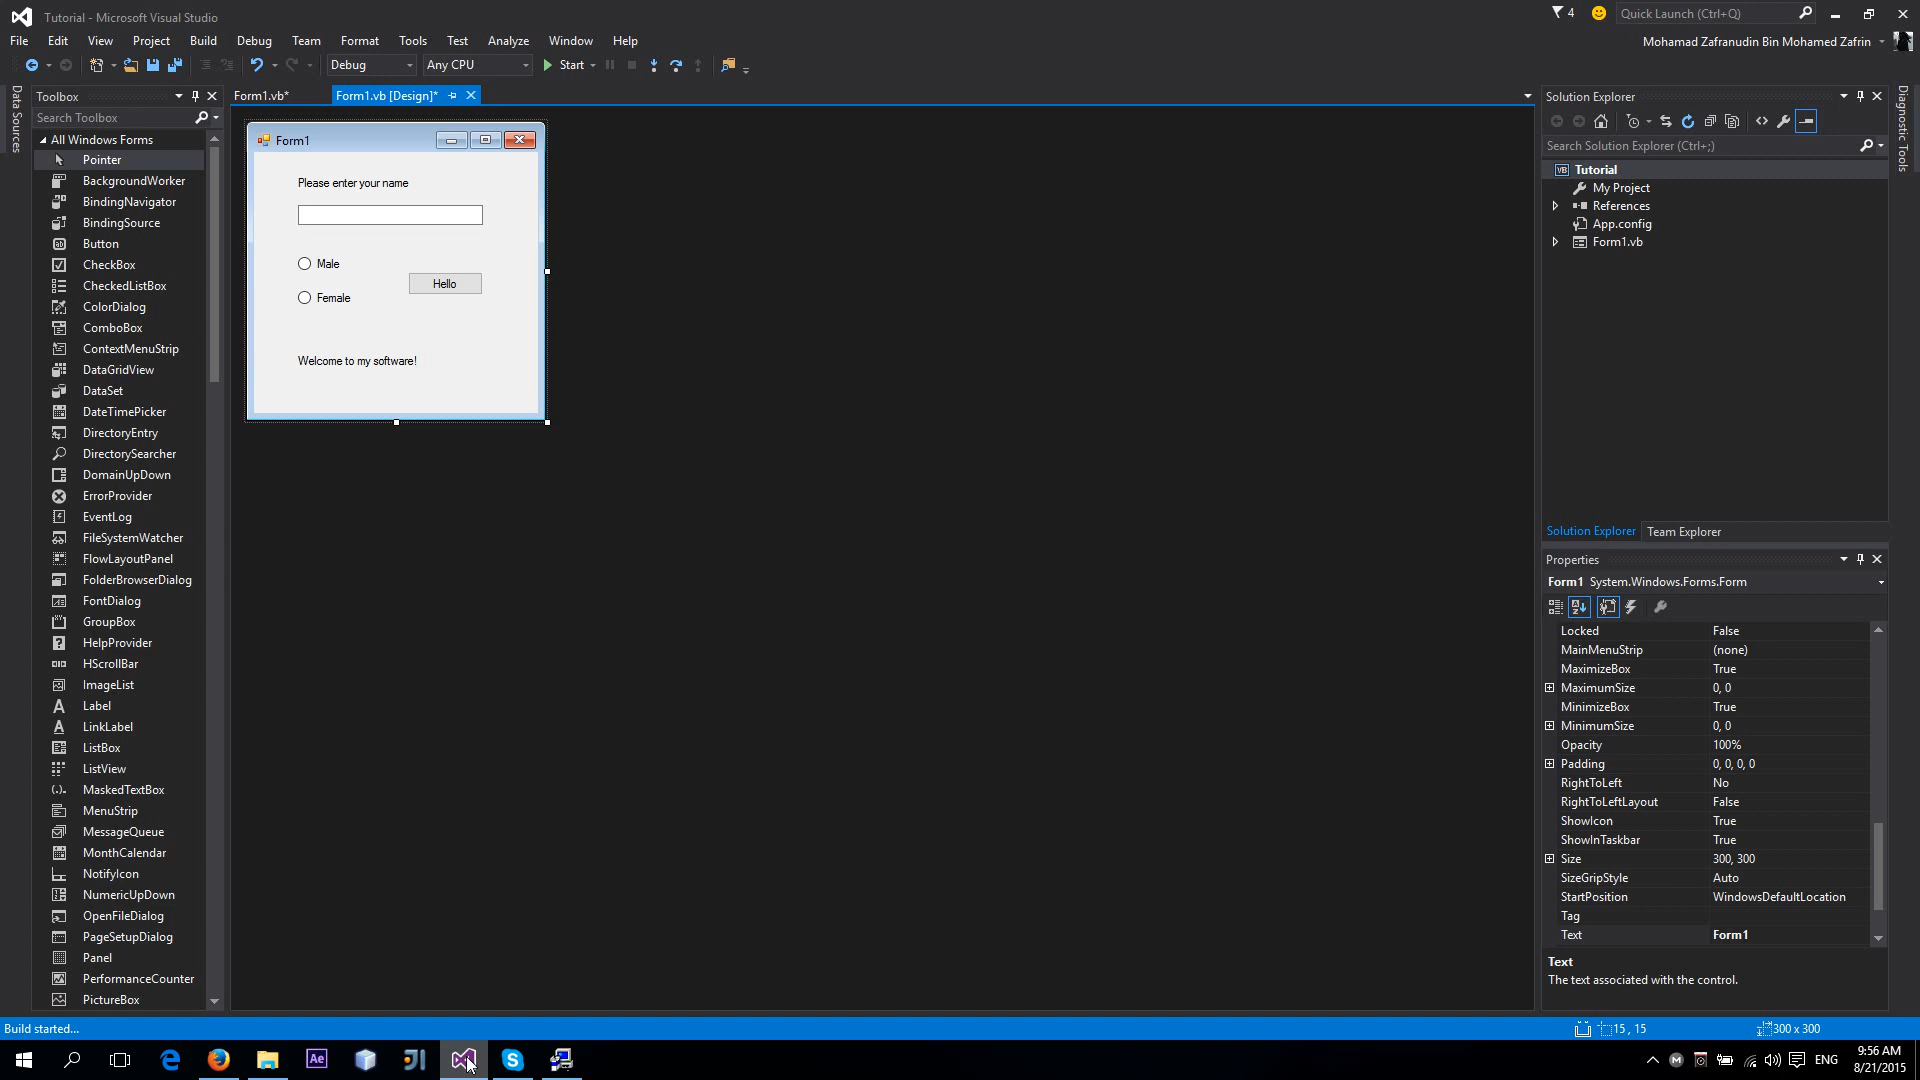 Tutorial - Microsoft Visual Studio
4
Quick Launch (Ctrl+Q)
File Edit View Project Build Debug Team Format Tools Test Analyze Window Help
Mohamad Zafranudin Bin Mohamed Zafrin
Debug
Any CPU
Start
Data Sources
Toolbox
Search Toolbox
All Windows Forms
Pointer
BackgroundWorker
BindingNavigator
BindingSource
Button
CheckBox
CheckedListBox
ColorDialog
ComboBox
ContextMenuStrip
DataGridView
DataSet
DateTimePicker
DirectoryEntry
DirectorySearcher
DomainUpDown
ErrorProvider
EventLog
FileSystemWatcher
FlowLayoutPanel
FolderBrowserDialog
FontDialog
GroupBox
HelpProvider
HScrollBar
ImageList
Label
LinkLabel
ListBox
ListView
MaskedTextBox
MenuStrip
MessageQueue
MonthCalendar
NotifyIcon
NumericUpDown
OpenFileDialog
PageSetupDialog
Panel
PerformanceCounter
PictureBox
Form1.vb*
Form1.vb [Design]*
Form1
Please enter your name
Male
Hello
Female
Welcome to my software!
Solution Explorer
Search Solution Explorer (Ctrl+;)
VB Tutorial
My Project
References
App.config
Form1.vb
Solution Explorer Team Explorer
Diagnostic Tools
Properties
Form1 System.Windows.Forms.Form
Locked False
MainMenuStrip (none)
MaximizeBox True
MaximumSize 0, 0
MinimizeBox True
MinimumSize 0, 0
Opacity 100%
Padding 0, 0, 0, 0
RightToLeft No
RightToLeftLayout False
ShowIcon True
ShowInTaskbar True
Size 300, 300
SizeGripStyle Auto
StartPosition WindowsDefaultLocation
Tag
Text Form1
Text
The text associated with the control.
Build started...
15 , 15
300 x 300
Ae
ENG
9:56 AM
8/21/2015